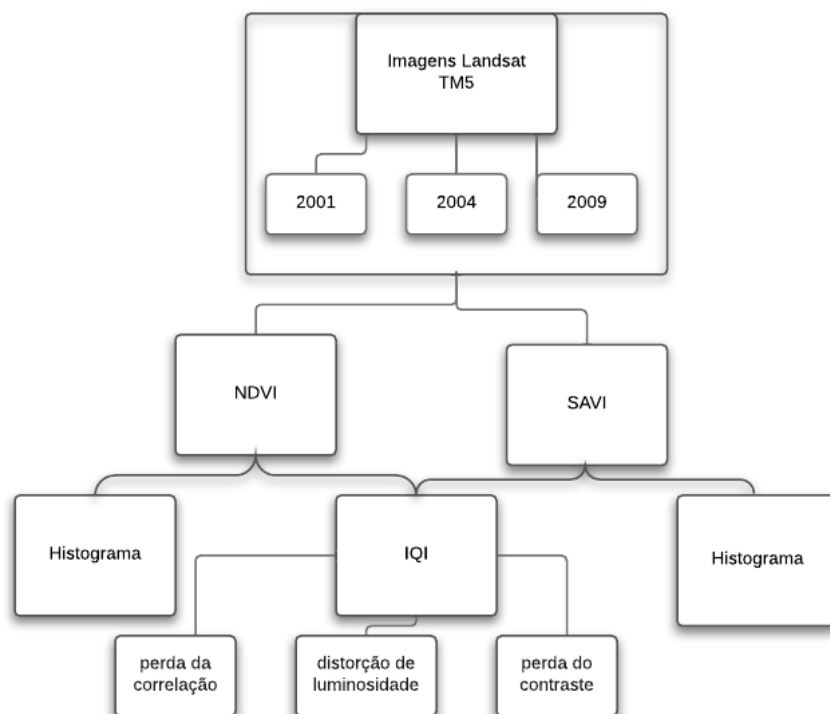 Imagens Landsat
TM5
2001
2004
2009
NDVI
SAVI
Histograma
IQI
Histograma
perda da
correlação
distorção de
luminosidade
perda do
contraste